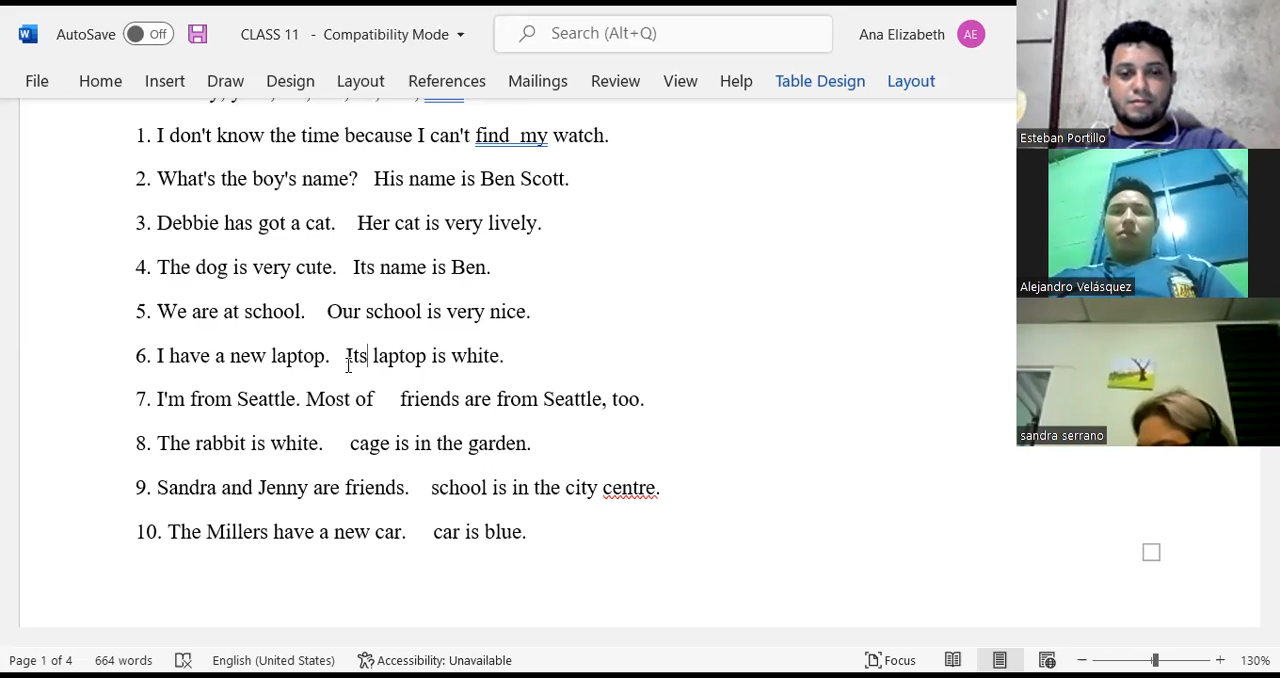 AutoSave Off CLASS 11 - Compatibility Mode Search (Alt+Q) Ana Elizabeth AE
File Home Insert Draw Design Layout References Mailings Review View Help Table Design Layout
1. I don't know the time because I can't find  my watch.
2. What's the boy's name?   His name is Ben Scott.
3. Debbie has got a cat.    Her cat is very lively.
4. The dog is very cute.   Its name is Ben.
5. We are at school.    Our school is very nice.
6. I have a new laptop.   Its laptop is white.
7. I'm from Seattle. Most of     friends are from Seattle, too.
8. The rabbit is white.     cage is in the garden.
9. Sandra and Jenny are friends.    school is in the city centre.
10. The Millers have a new car.     car is blue.
Esteban Portillo
Alejandro Velásquez
sandra serrano
Page 1 of 4 664 words English (United States) Accessibility: Unavailable Focus 130%